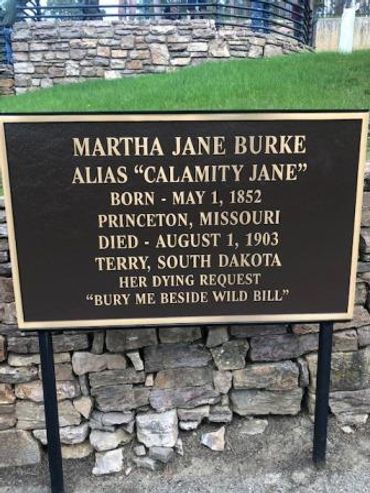 MARTHA JANE BURKE
ALIAS "CALAMITY JANE"
BORN - MAY 1, 1852
PRINCETON, MISSOURI
DIED - AUGUST 1, 1903
TERRY, SOUTH DAKOTA
HER DYING REQUEST
"BURY ME BESIDE WILD BILL"